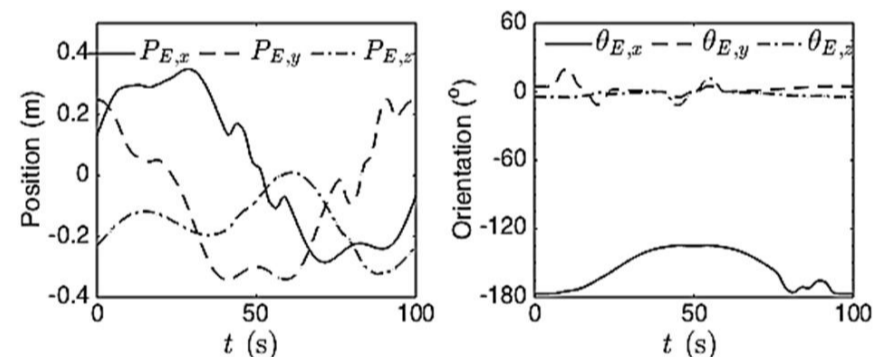 0.4
P_{E,x} P_{E,y} P_{E,z}
0.2
0
-0.2
-0.4
Position (m)
0 50 100
t (s)
60
θ_{E,x} θ_{E,y} θ_{E,z}
0
-60
-120
-180
Orientation (°)
0 50 100
t (s)